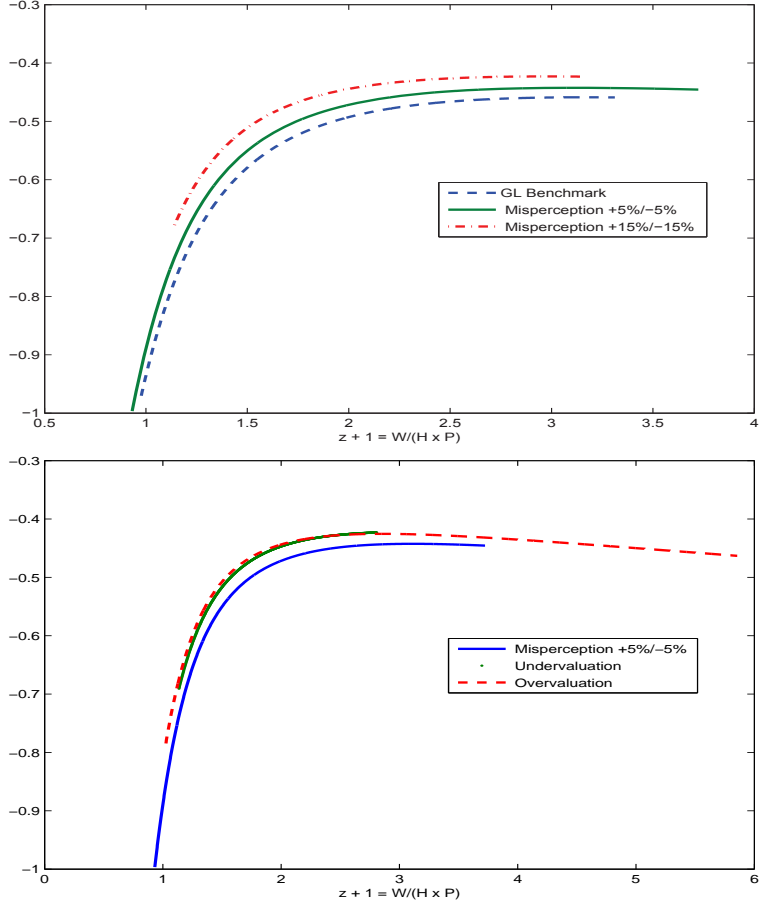 −0.3
−0.4
−0.5
−0.6
−0.7
−0.8
−0.9
−1
GL Benchmark
Misperception +5%/−5%
Misperception +15%/−15%
0.5 1 1.5 2 2.5 3 3.5 4
z + 1 = W/(H x P)
−0.3
−0.4
−0.5
−0.6
−0.7
−0.8
−0.9
−1
Misperception +5%/−5%
Undervaluation
Overvaluation
0 1 2 3 4 5 6
z + 1 = W/(H x P)